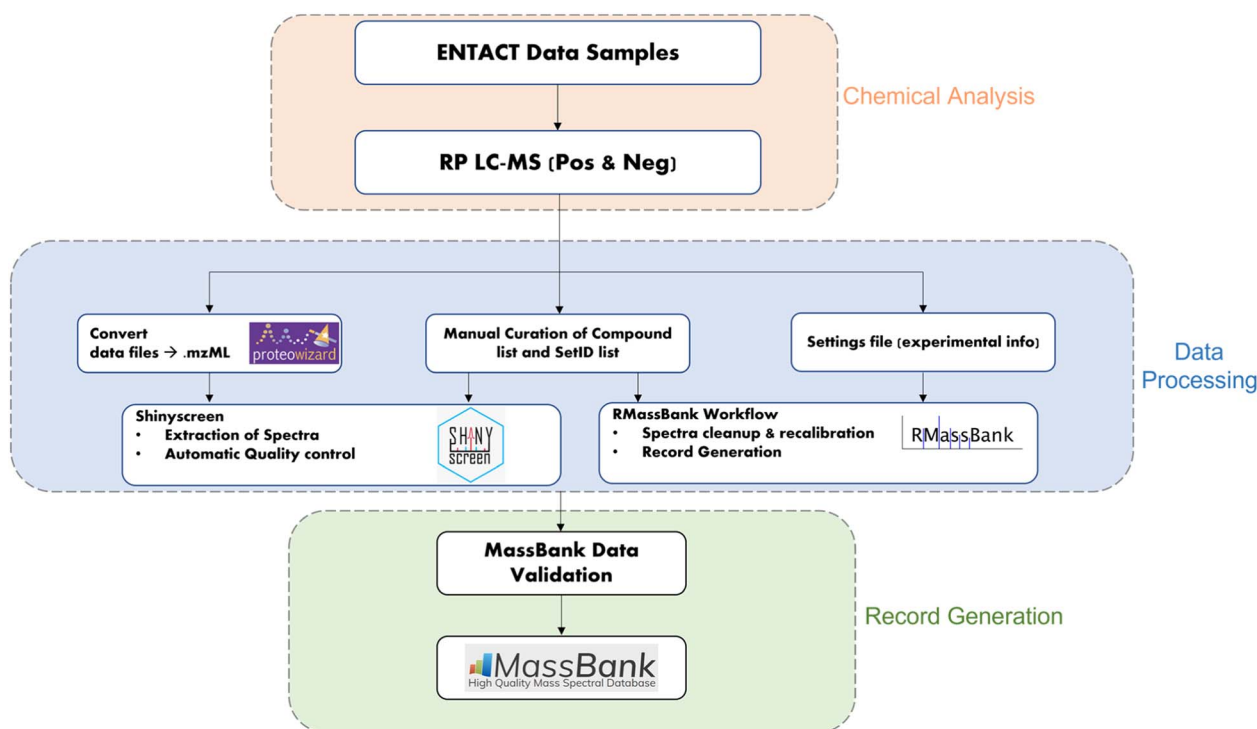 ENTACT Data Samples
Chemical Analysis
RP LC-MS (Pos & Neg)
Convert
data files → .mzML
proteowizard
Manual Curation of Compound
list and SetID list
Settings file (experimental info)
Data
Processing
Shinyscreen
• Extraction of Spectra
• Automatic Quality control
SHINY
screen
RMassBank Workflow
• Spectra cleanup & recalibration
• Record Generation
RMassBank
MassBank Data
Validation
Record Generation
MassBank
High Quality Mass Spectral Database